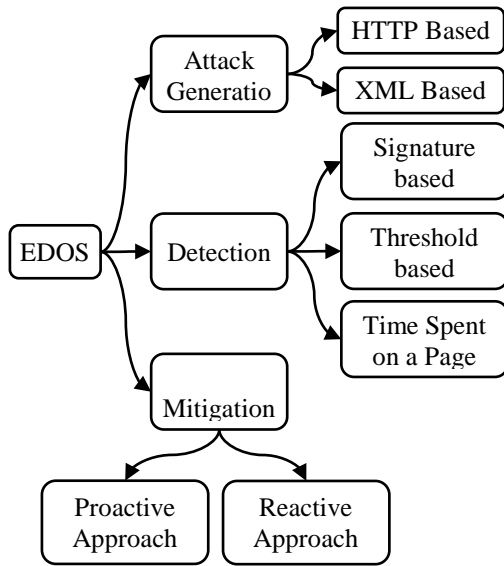 Attack
Generatio
HTTP Based
XML Based
EDOS
Detection
Signature
based
Threshold
based
Time Spent
on a Page
Mitigation
Proactive
Approach
Reactive
Approach